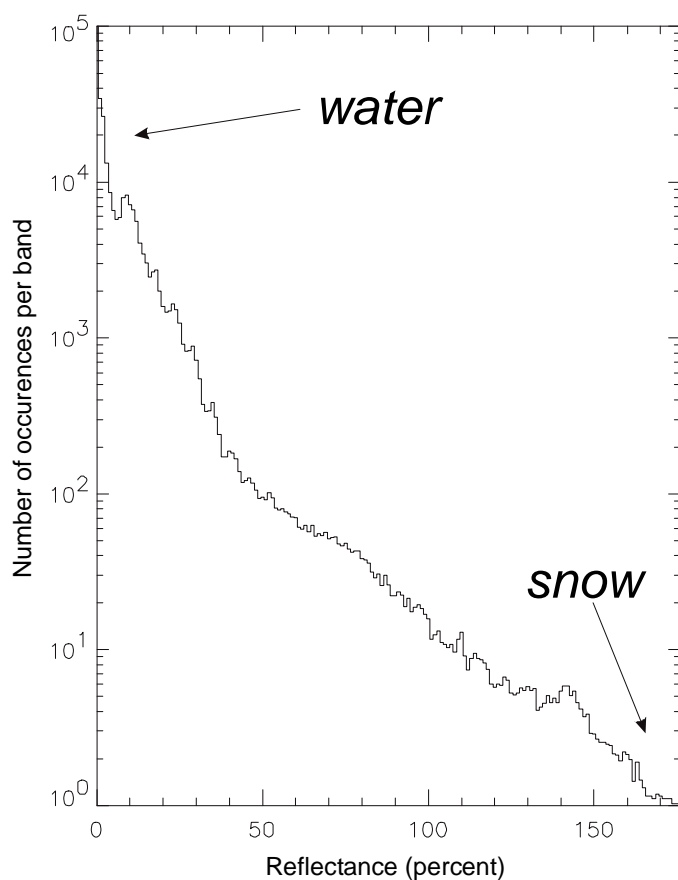 10^5
water
10^4
Number of occurences per band
10^3
10^2
snow
10^1
10^0
0 50 100 150
Reflectance (percent)